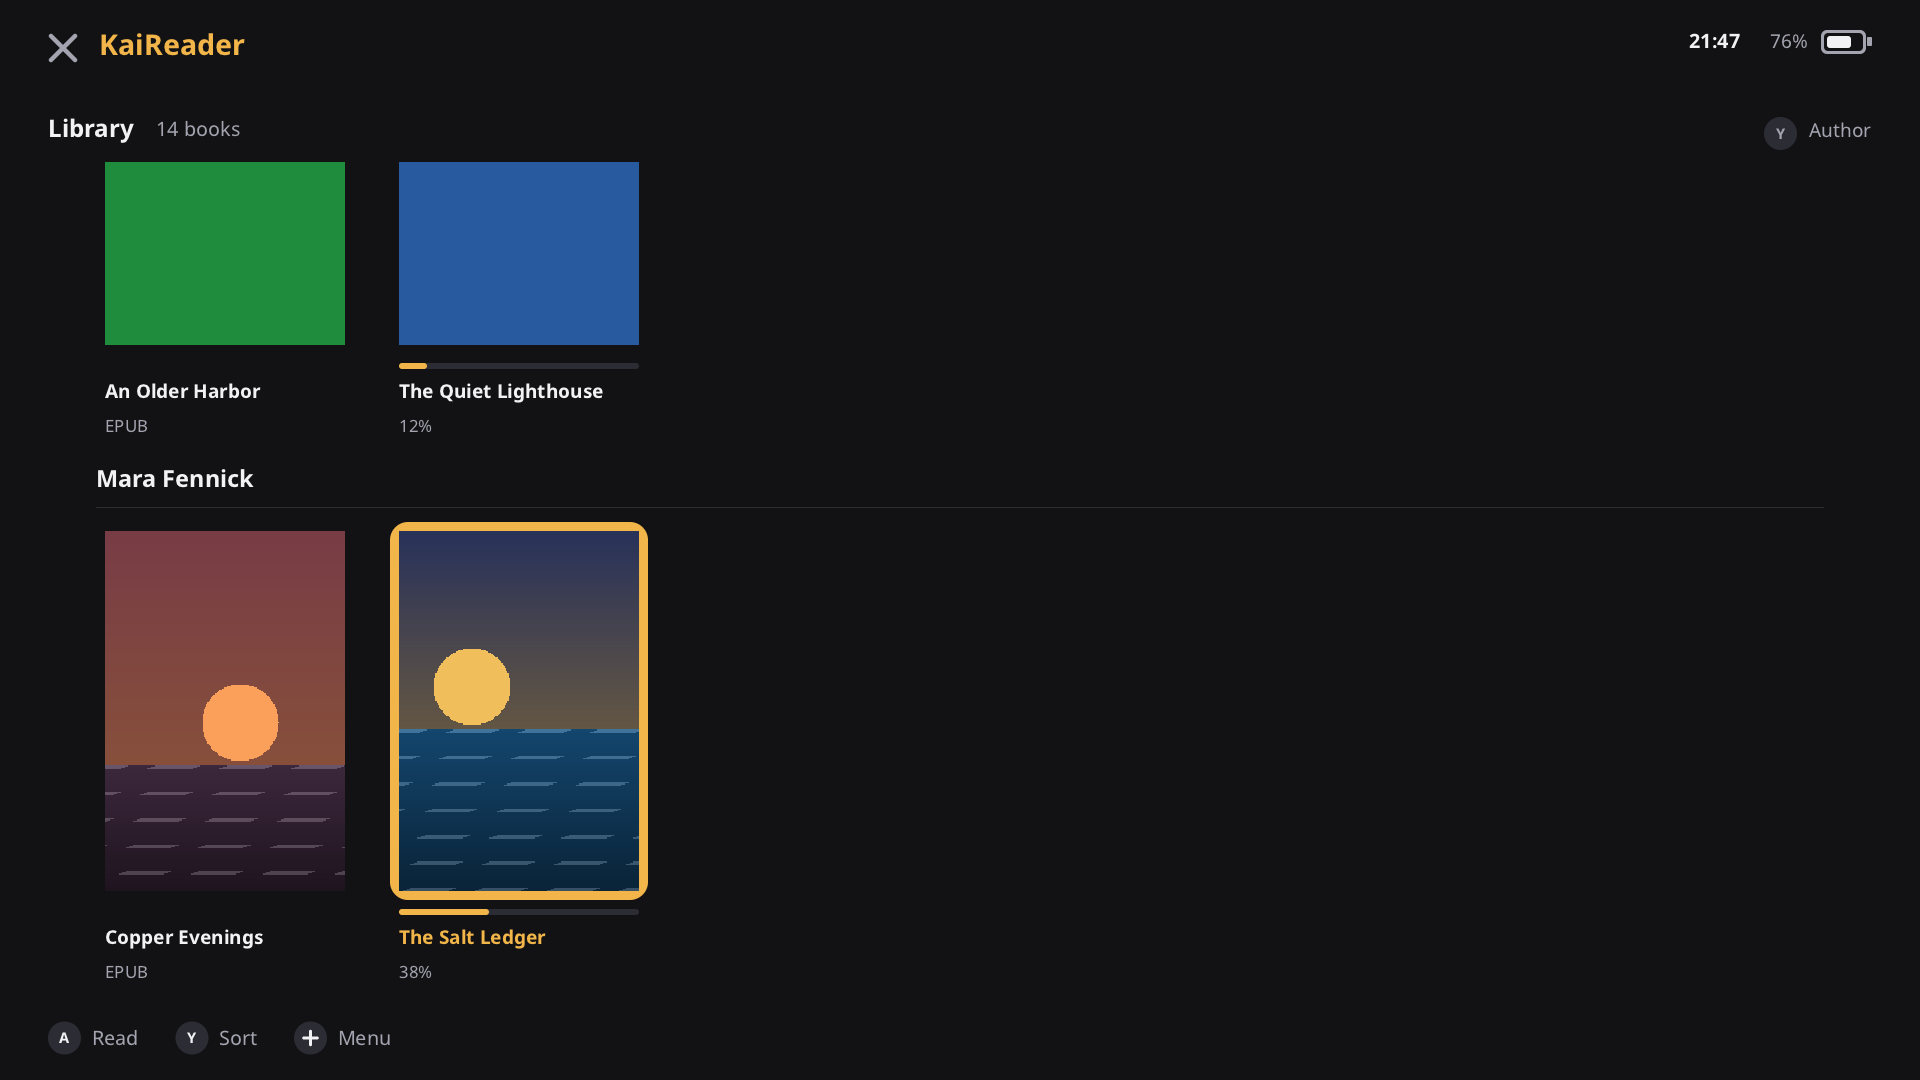 KaiReader
21:47 76%
Library 14 books
Y Author
An Older Harbor
EPUB
The Quiet Lighthouse
12%
Mara Fennick
Copper Evenings
EPUB
The Salt Ledger
38%
A Read Y Sort + Menu